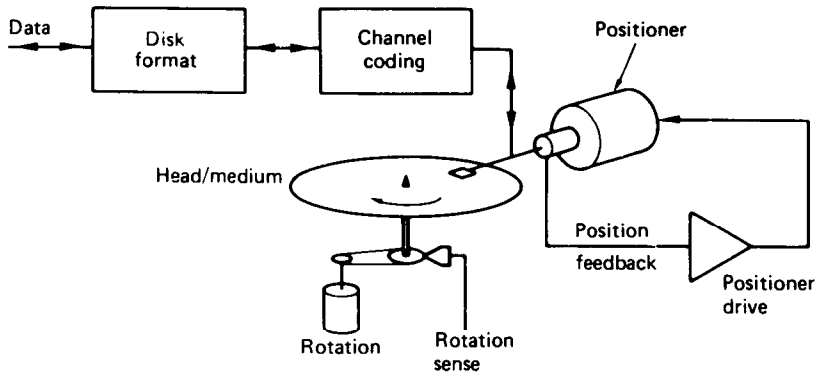 Data
Disk
format
Channel
coding
Positioner
Head/medium
Position
feedback
Positioner
drive
Rotation
Rotation
sense